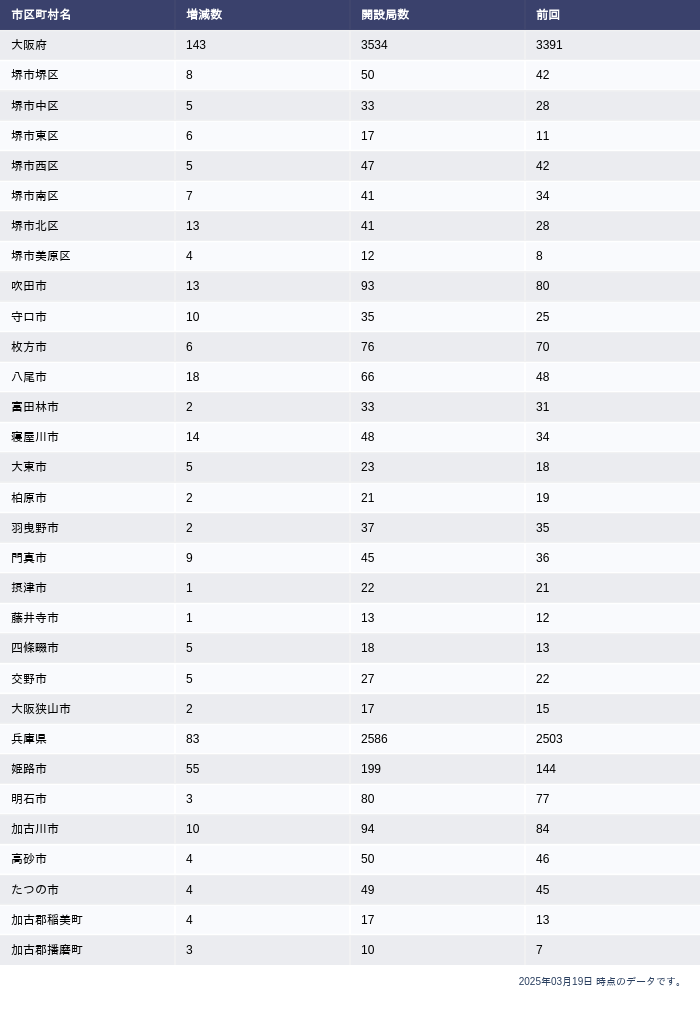 市区町村名 増減数 開設局数 前回
大阪府 143 3534 3391
堺市堺区 8 50 42
堺市中区 5 33 28
堺市東区 6 17 11
堺市西区 5 47 42
堺市南区 7 41 34
堺市北区 13 41 28
堺市美原区 4 12 8
吹田市 13 93 80
守口市 10 35 25
枚方市 6 76 70
八尾市 18 66 48
富田林市 2 33 31
寝屋川市 14 48 34
大東市 5 23 18
柏原市 2 21 19
羽曳野市 2 37 35
門真市 9 45 36
摂津市 1 22 21
藤井寺市 1 13 12
四條畷市 5 18 13
交野市 5 27 22
大阪狭山市 2 17 15
兵庫県 83 2586 2503
姫路市 55 199 144
明石市 3 80 77
加古川市 10 94 84
高砂市 4 50 46
たつの市 4 49 45
加古郡稲美町 4 17 13
加古郡播磨町 3 10 7
2025年03月19日 時点のデータです。